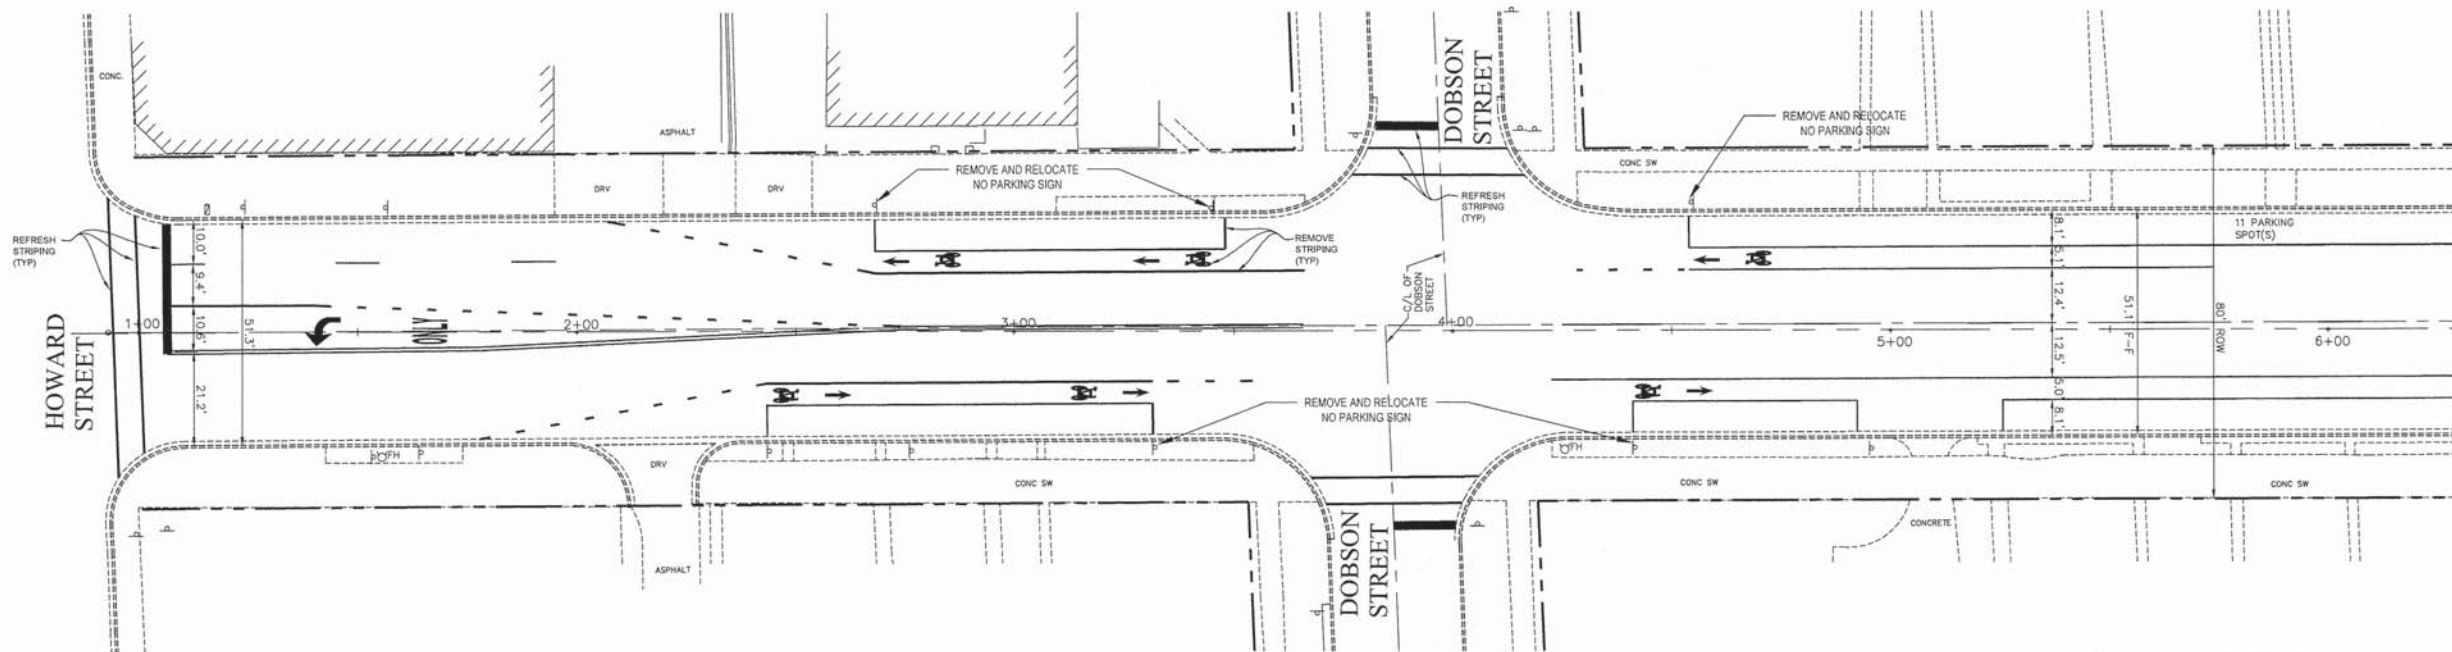 CONC.
ASPHALT
DOBSON
STREET
REMOVE AND RELOCATE
NO PARKING SIGN
DRV
DRV
REMOVE AND RELOCATE
NO PARKING SIGN
CONC SW
REFRESH
STRIPING
(TYP)
REFRESH
STRIPING
(TYP)
REMOVE
STRIPING
(TYP)
11 PARKING
SPOT(S)
10.0'
9.4'
10.6'
21.2'
51.3'
ONLY
C/L OF
DOBSON
STREET
8.1'
5.1'
12.4'
12.5'
5.0'
8.1'
51.1' F-F
80' ROW
1+00
2+00
3+00
4+00
5+00
6+00
HOWARD
STREET
REMOVE AND RELOCATE
NO PARKING SIGN
FH
FH
DRV
CONC SW
CONC SW
CONC SW
DOBSON
STREET
CONCRETE
ASPHALT